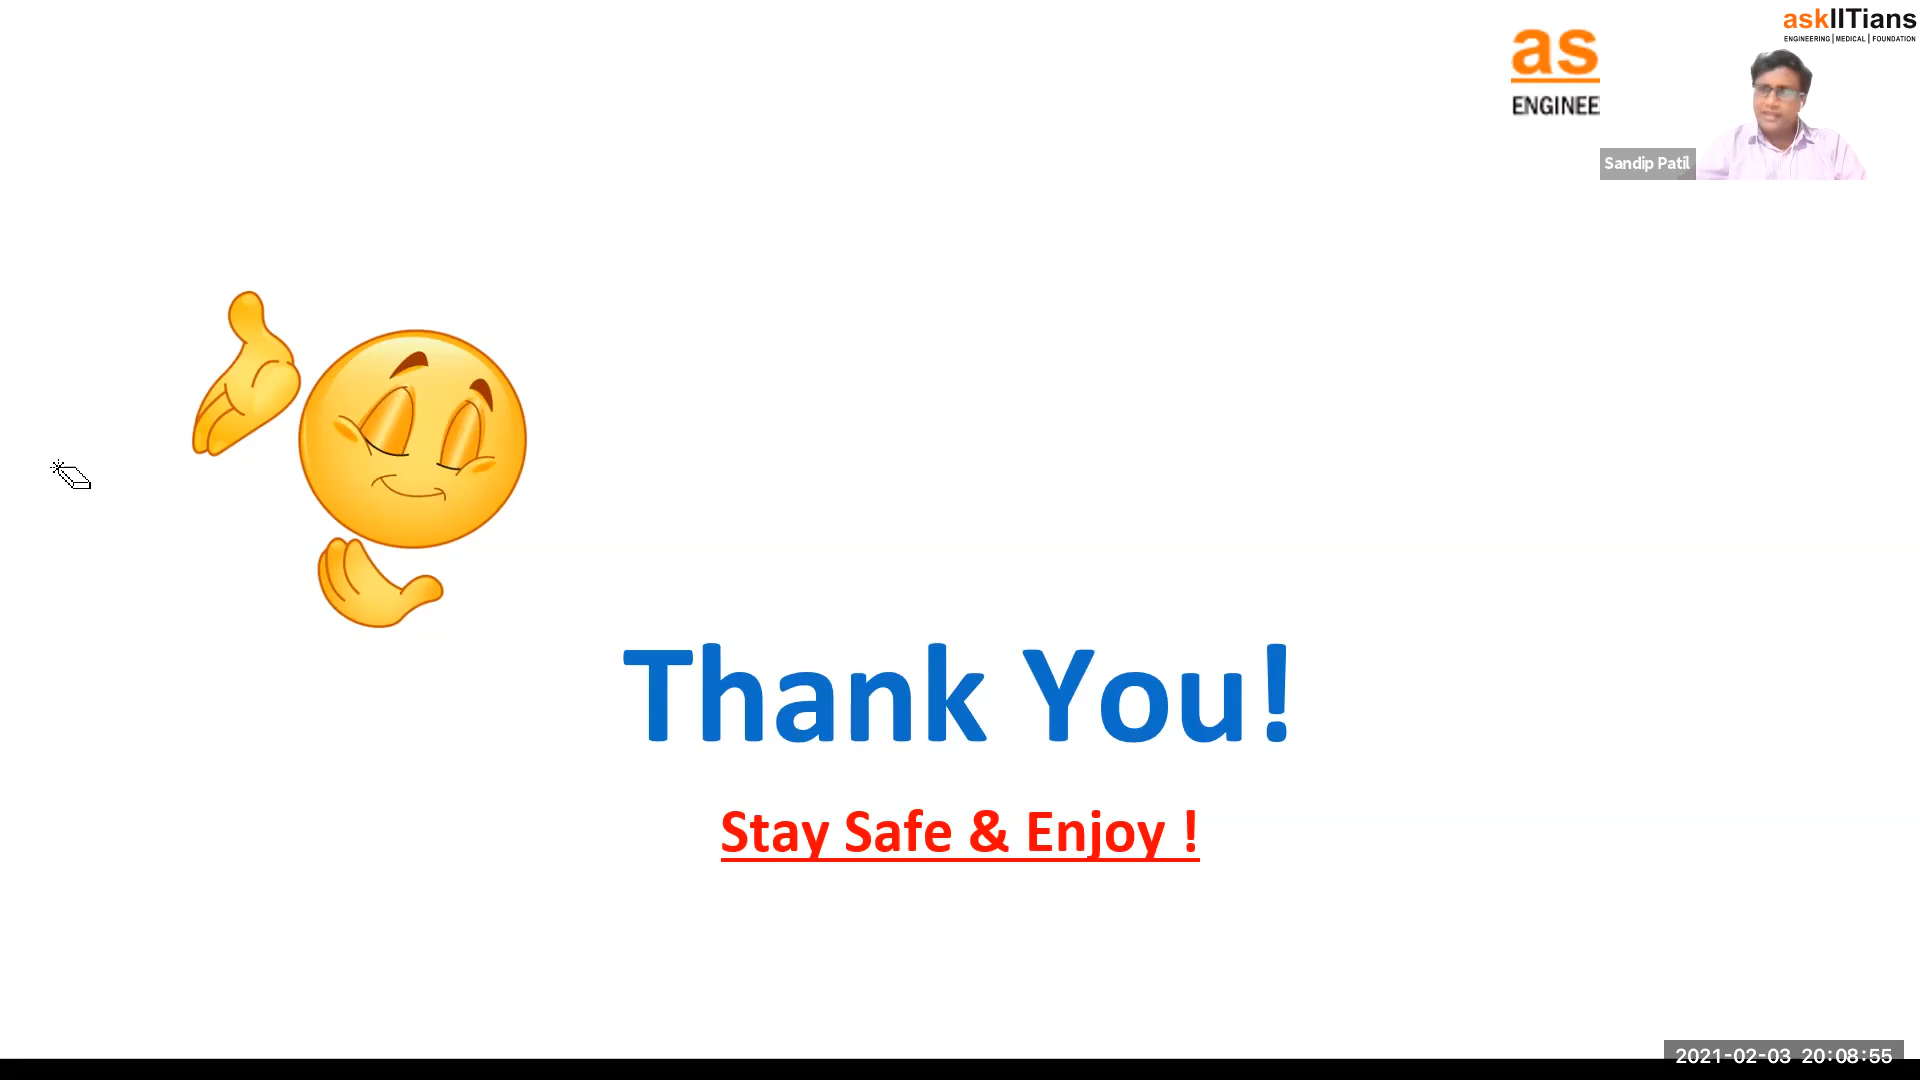 askIITians
ENGINEERING | MEDICAL | FOUNDATION
as
ENGINEE
Sandip Patil
Thank You!
Stay Safe & Enjoy !
2021-02-03 20:08:55